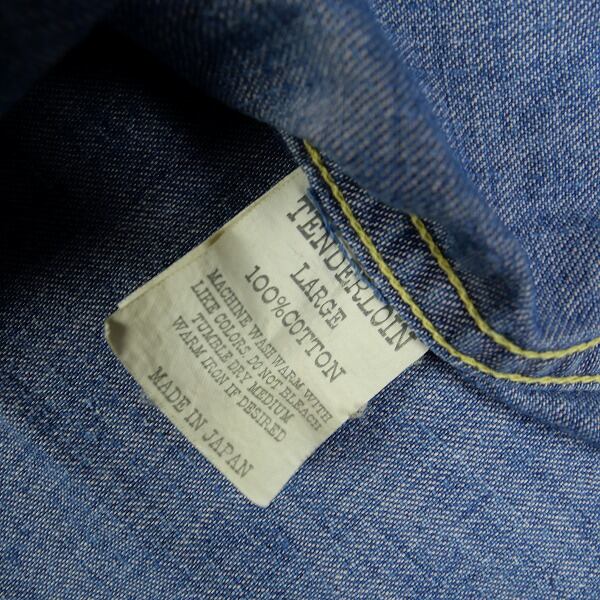 TENDERLOIN
LARGE
100%COTTON
MACHINE WASH WARM WITH
LIKE COLORS. DO NOT BLEACH
TUMBLE DRY MEDIUM
WARM IRON IF DESIRED
MADE IN JAPAN